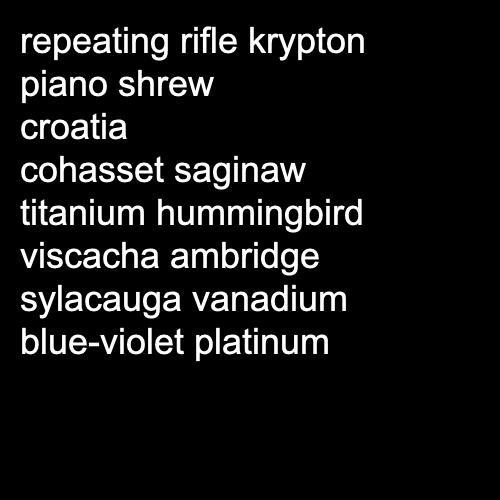 repeating rifle krypton
piano shrew
croatia
cohasset saginaw
titanium hummingbird
viscacha ambridge
sylacauga vanadium
blue-violet platinum